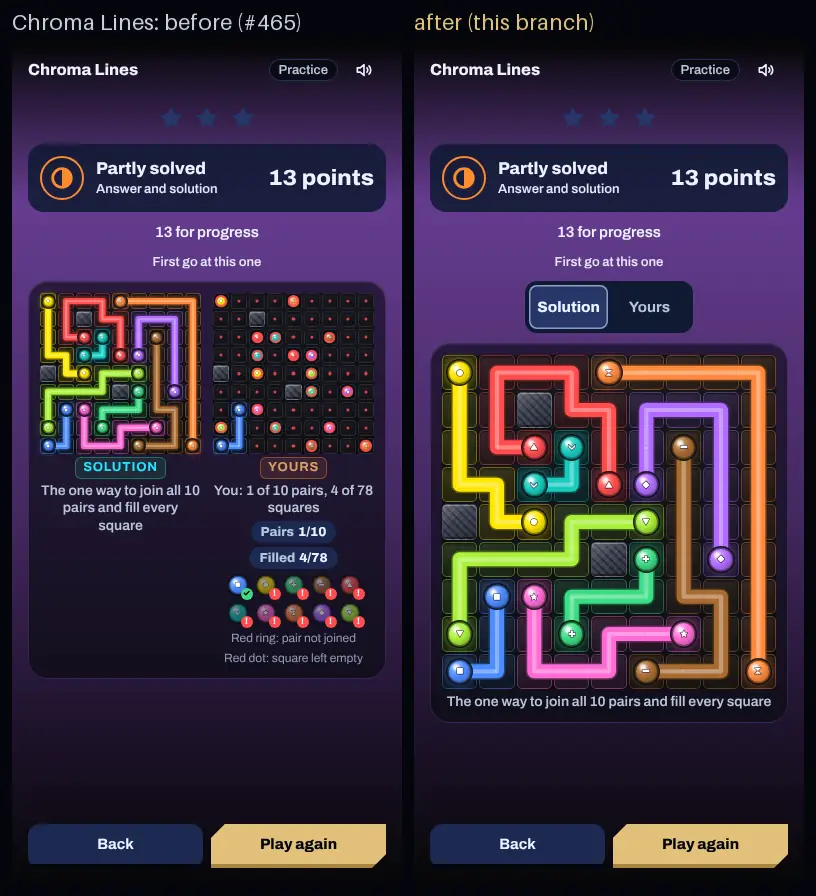 Chroma Lines: before (#465)
Chroma Lines
Practice
Partly solved
Answer and solution
13 points
13 for progress
First go at this one
SOLUTION
The one way to join all 10
pairs and fill every
square
YOURS
You: 1 of 10 pairs, 4 of 78
squares
Pairs 1/10
Filled 4/78
Red ring: pair not joined
Red dot: square left empty
Back
Play again
after (this branch)
Chroma Lines
Practice
Partly solved
Answer and solution
13 points
13 for progress
First go at this one
Solution
Yours
The one way to join all 10 pairs and fill every square
Back
Play again